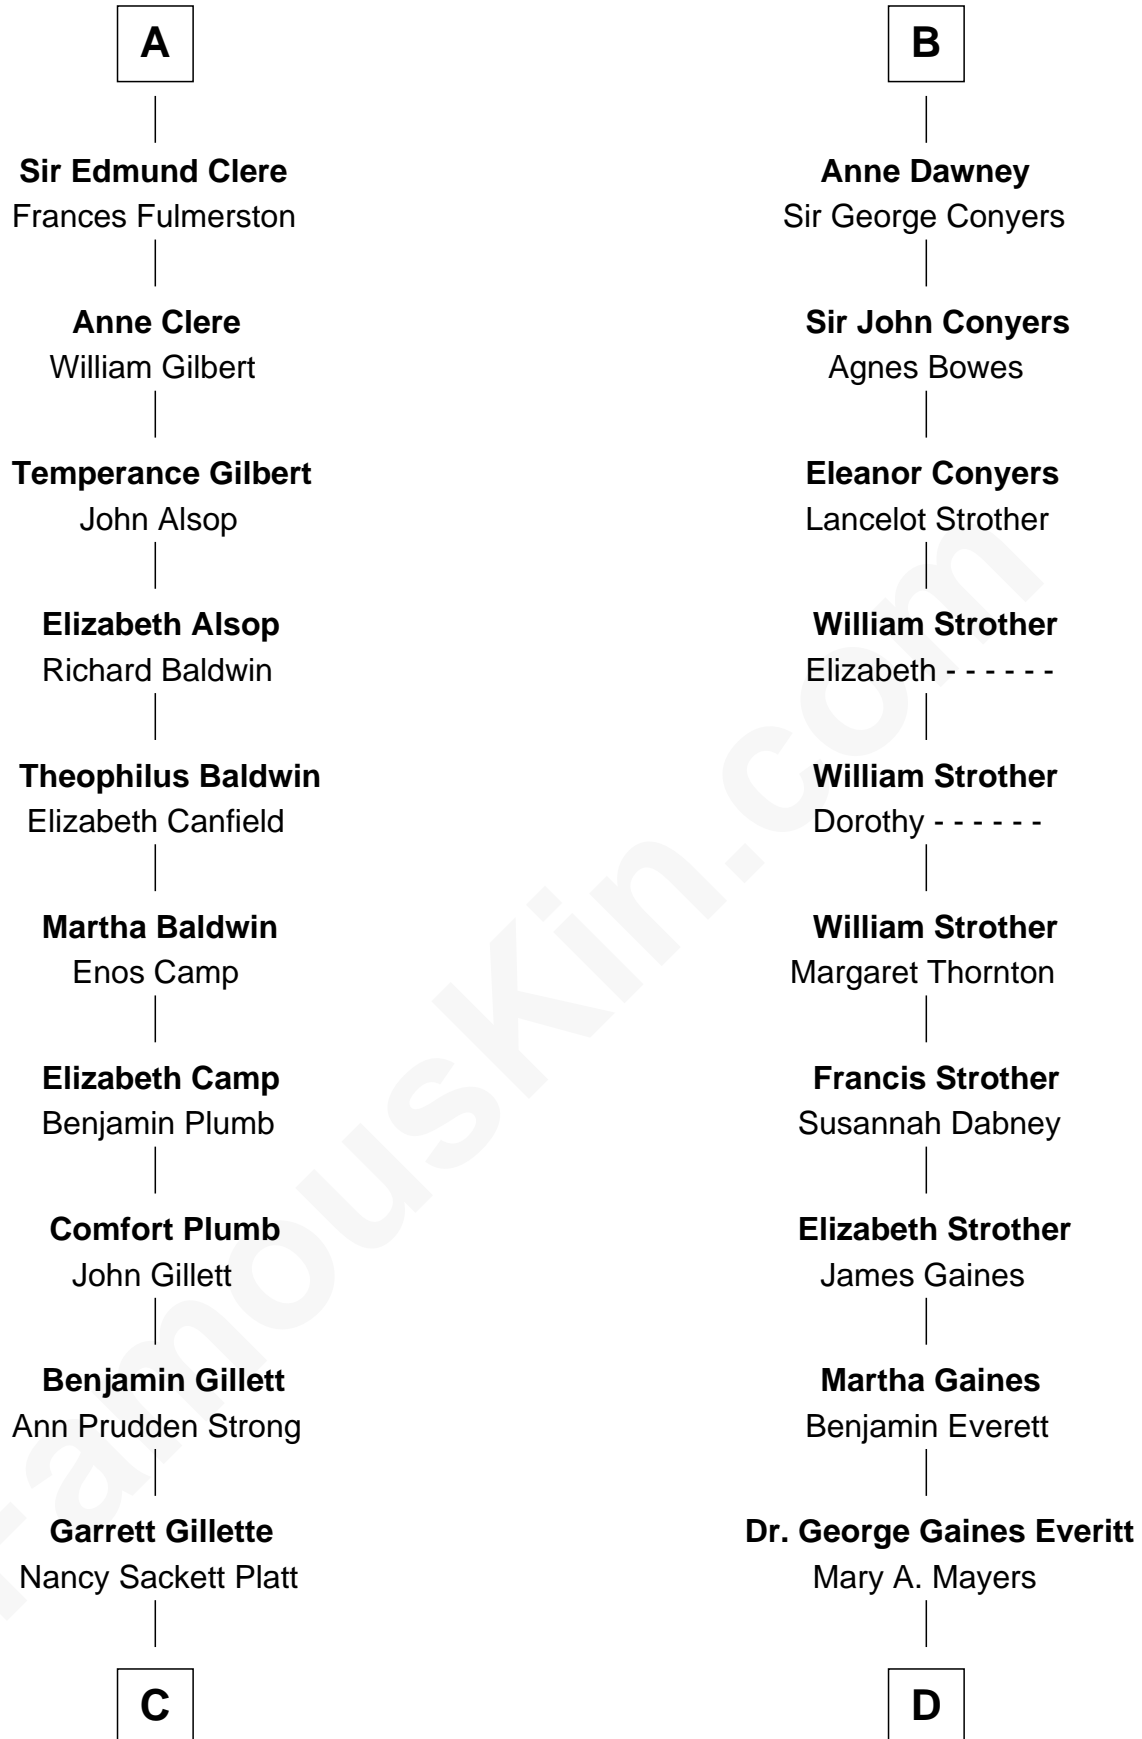 A
Sir Edmund Clere
Frances Fulmerston
Anne Clere
William Gilbert
Temperance Gilbert
John Alsop
Elizabeth Alsop
Richard Baldwin
Theophilus Baldwin
Elizabeth Canfield
Martha Baldwin
Enos Camp
Elizabeth Camp
Benjamin Plumb
Comfort Plumb
John Gillett
Benjamin Gillett
Ann Prudden Strong
Garrett Gillette
Nancy Sackett Platt
C
B
Anne Dawney
Sir George Conyers
Sir John Conyers
Agnes Bowes
Eleanor Conyers
Lancelot Strother
William Strother
Elizabeth - - - - - -
William Strother
Dorothy - - - - - -
William Strother
Margaret Thornton
Francis Strother
Susannah Dabney
Elizabeth Strother
James Gaines
Martha Gaines
Benjamin Everett
Dr. George Gaines Everitt
Mary A. Mayers
D
FamousKin.com